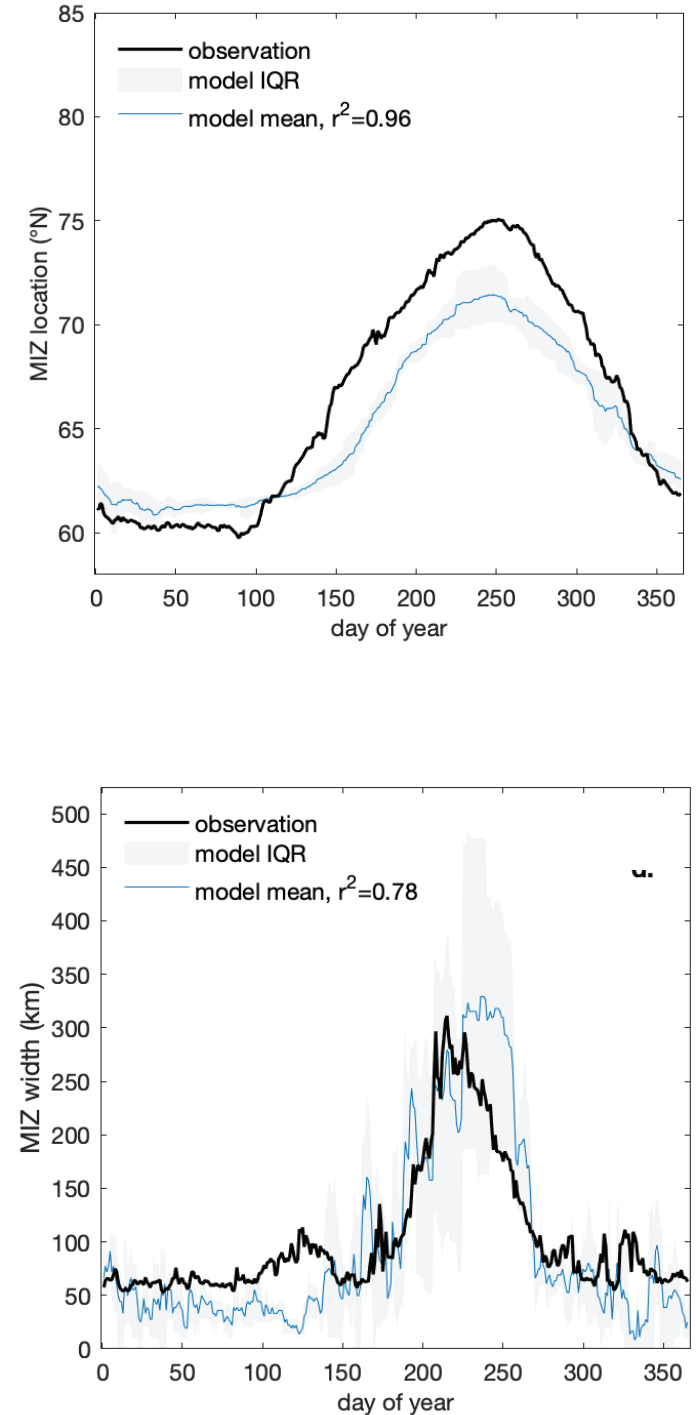 85
80
75
70
65
60
MIZ location (°N)
observation
model IQR
model mean, r²=0.96
0 50 100 150 200 250 300 350
day of year
500
450
400
350
300
250
200
150
100
50
0
MIZ width (km)
observation
model IQR
model mean, r²=0.78
0 50 100 150 200 250 300 350
day of year